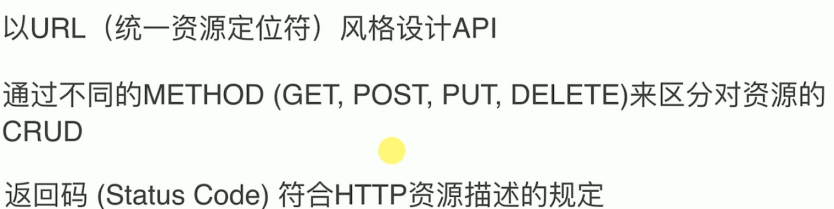 以URL（统一资源定位符）风格设计API
通过不同的METHOD (GET, POST, PUT, DELETE)来区分对资源的
CRUD
返回码 (Status Code) 符合HTTP资源描述的规定